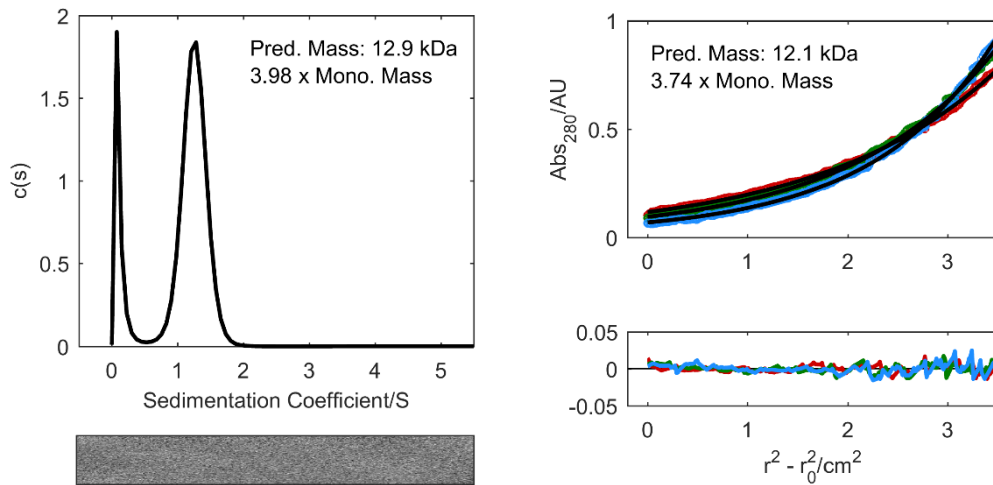 2
1.5
1
0.5
0
c(s)
Pred. Mass: 12.9 kDa
3.98 x Mono. Mass
0 1 2 3 4 5
Sedimentation Coefficient/S
1
0.5
0
Abs280/AU
Pred. Mass: 12.1 kDa
3.74 x Mono. Mass
0 1 2 3
0.05
0
-0.05
0 1 2 3
r² - r₀²/cm²